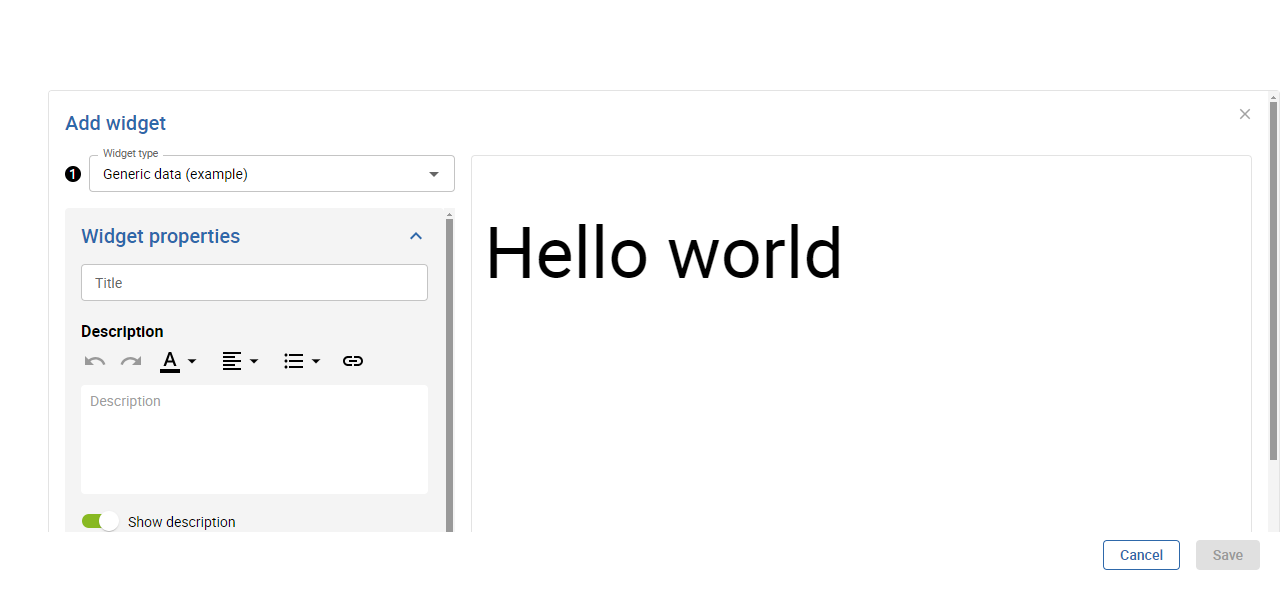 Add widget
Widget type
1 Generic data (example)
Widget properties
Title
Description
A
Description
Show description
Hello world
Cancel Save